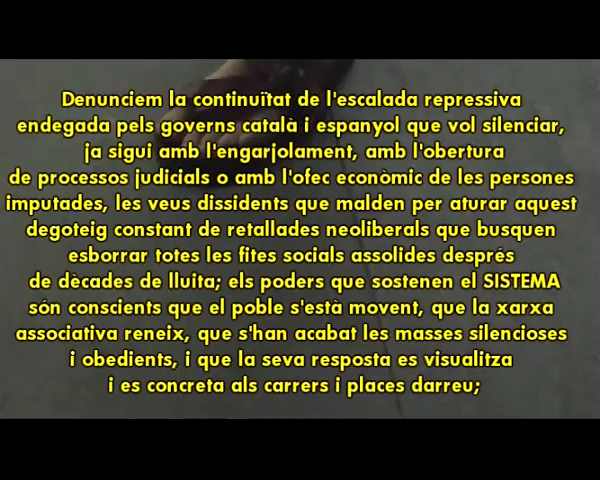 Denunciem la continuïtat de l'escalada repressiva
endegada pels governs català i espanyol que vol silenciar,
ja sigui amb l'engarjolament, amb l'obertura
de processos judicials o amb l'ofec econòmic de les persones
imputades, les veus dissidents que malden per aturar aquest
degoteig constant de retallades neoliberals que busquen
esborrar totes les fites socials assolides després
de dècades de lluita; els poders que sostenen el SISTEMA
són conscients que el poble s'està movent, que la xarxa
associativa reneix, que s'han acabat les masses silencioses
i obedients, i que la seva resposta es visualitza
i es concreta als carrers i places darreu;